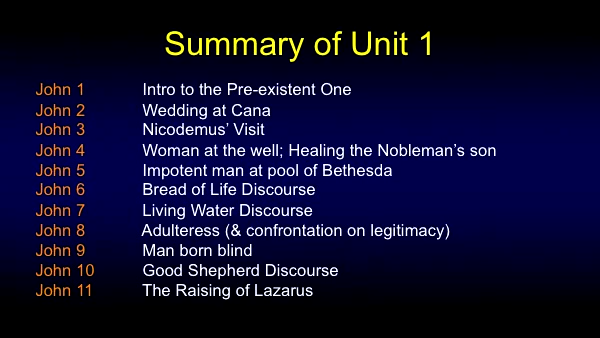 Summary of Unit 1
John 1 Intro to the Pre-existent One
John 2 Wedding at Cana
John 3 Nicodemus’ Visit
John 4 Woman at the well; Healing the Nobleman’s son
John 5 Impotent man at pool of Bethesda
John 6 Bread of Life Discourse
John 7 Living Water Discourse
John 8 Adulteress (& confrontation on legitimacy)
John 9 Man born blind
John 10 Good Shepherd Discourse
John 11 The Raising of Lazarus